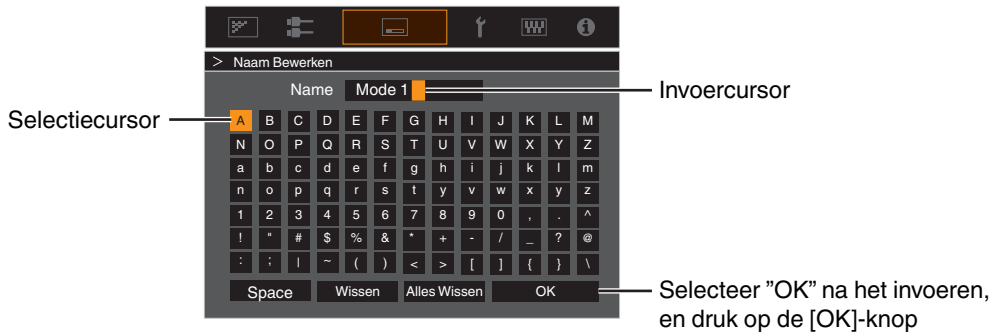 > Naam Bewerken
Name Mode 1
Invoercursor
Selectiecursor
A B C D E F G H I J K L M
N O P Q R S T U V W X Y Z
a b c d e f g h i j k l m
n o p q r s t y v w x y z
1 2 3 4 5 6 7 8 9 0 , . ^
! " # $ % & * + - / _ ? @
: ; | ~ ( ) < > [ ] { } \
Space Wissen Alles Wissen OK
Selecteer ”OK” na het invoeren,
en druk op de [OK]-knop